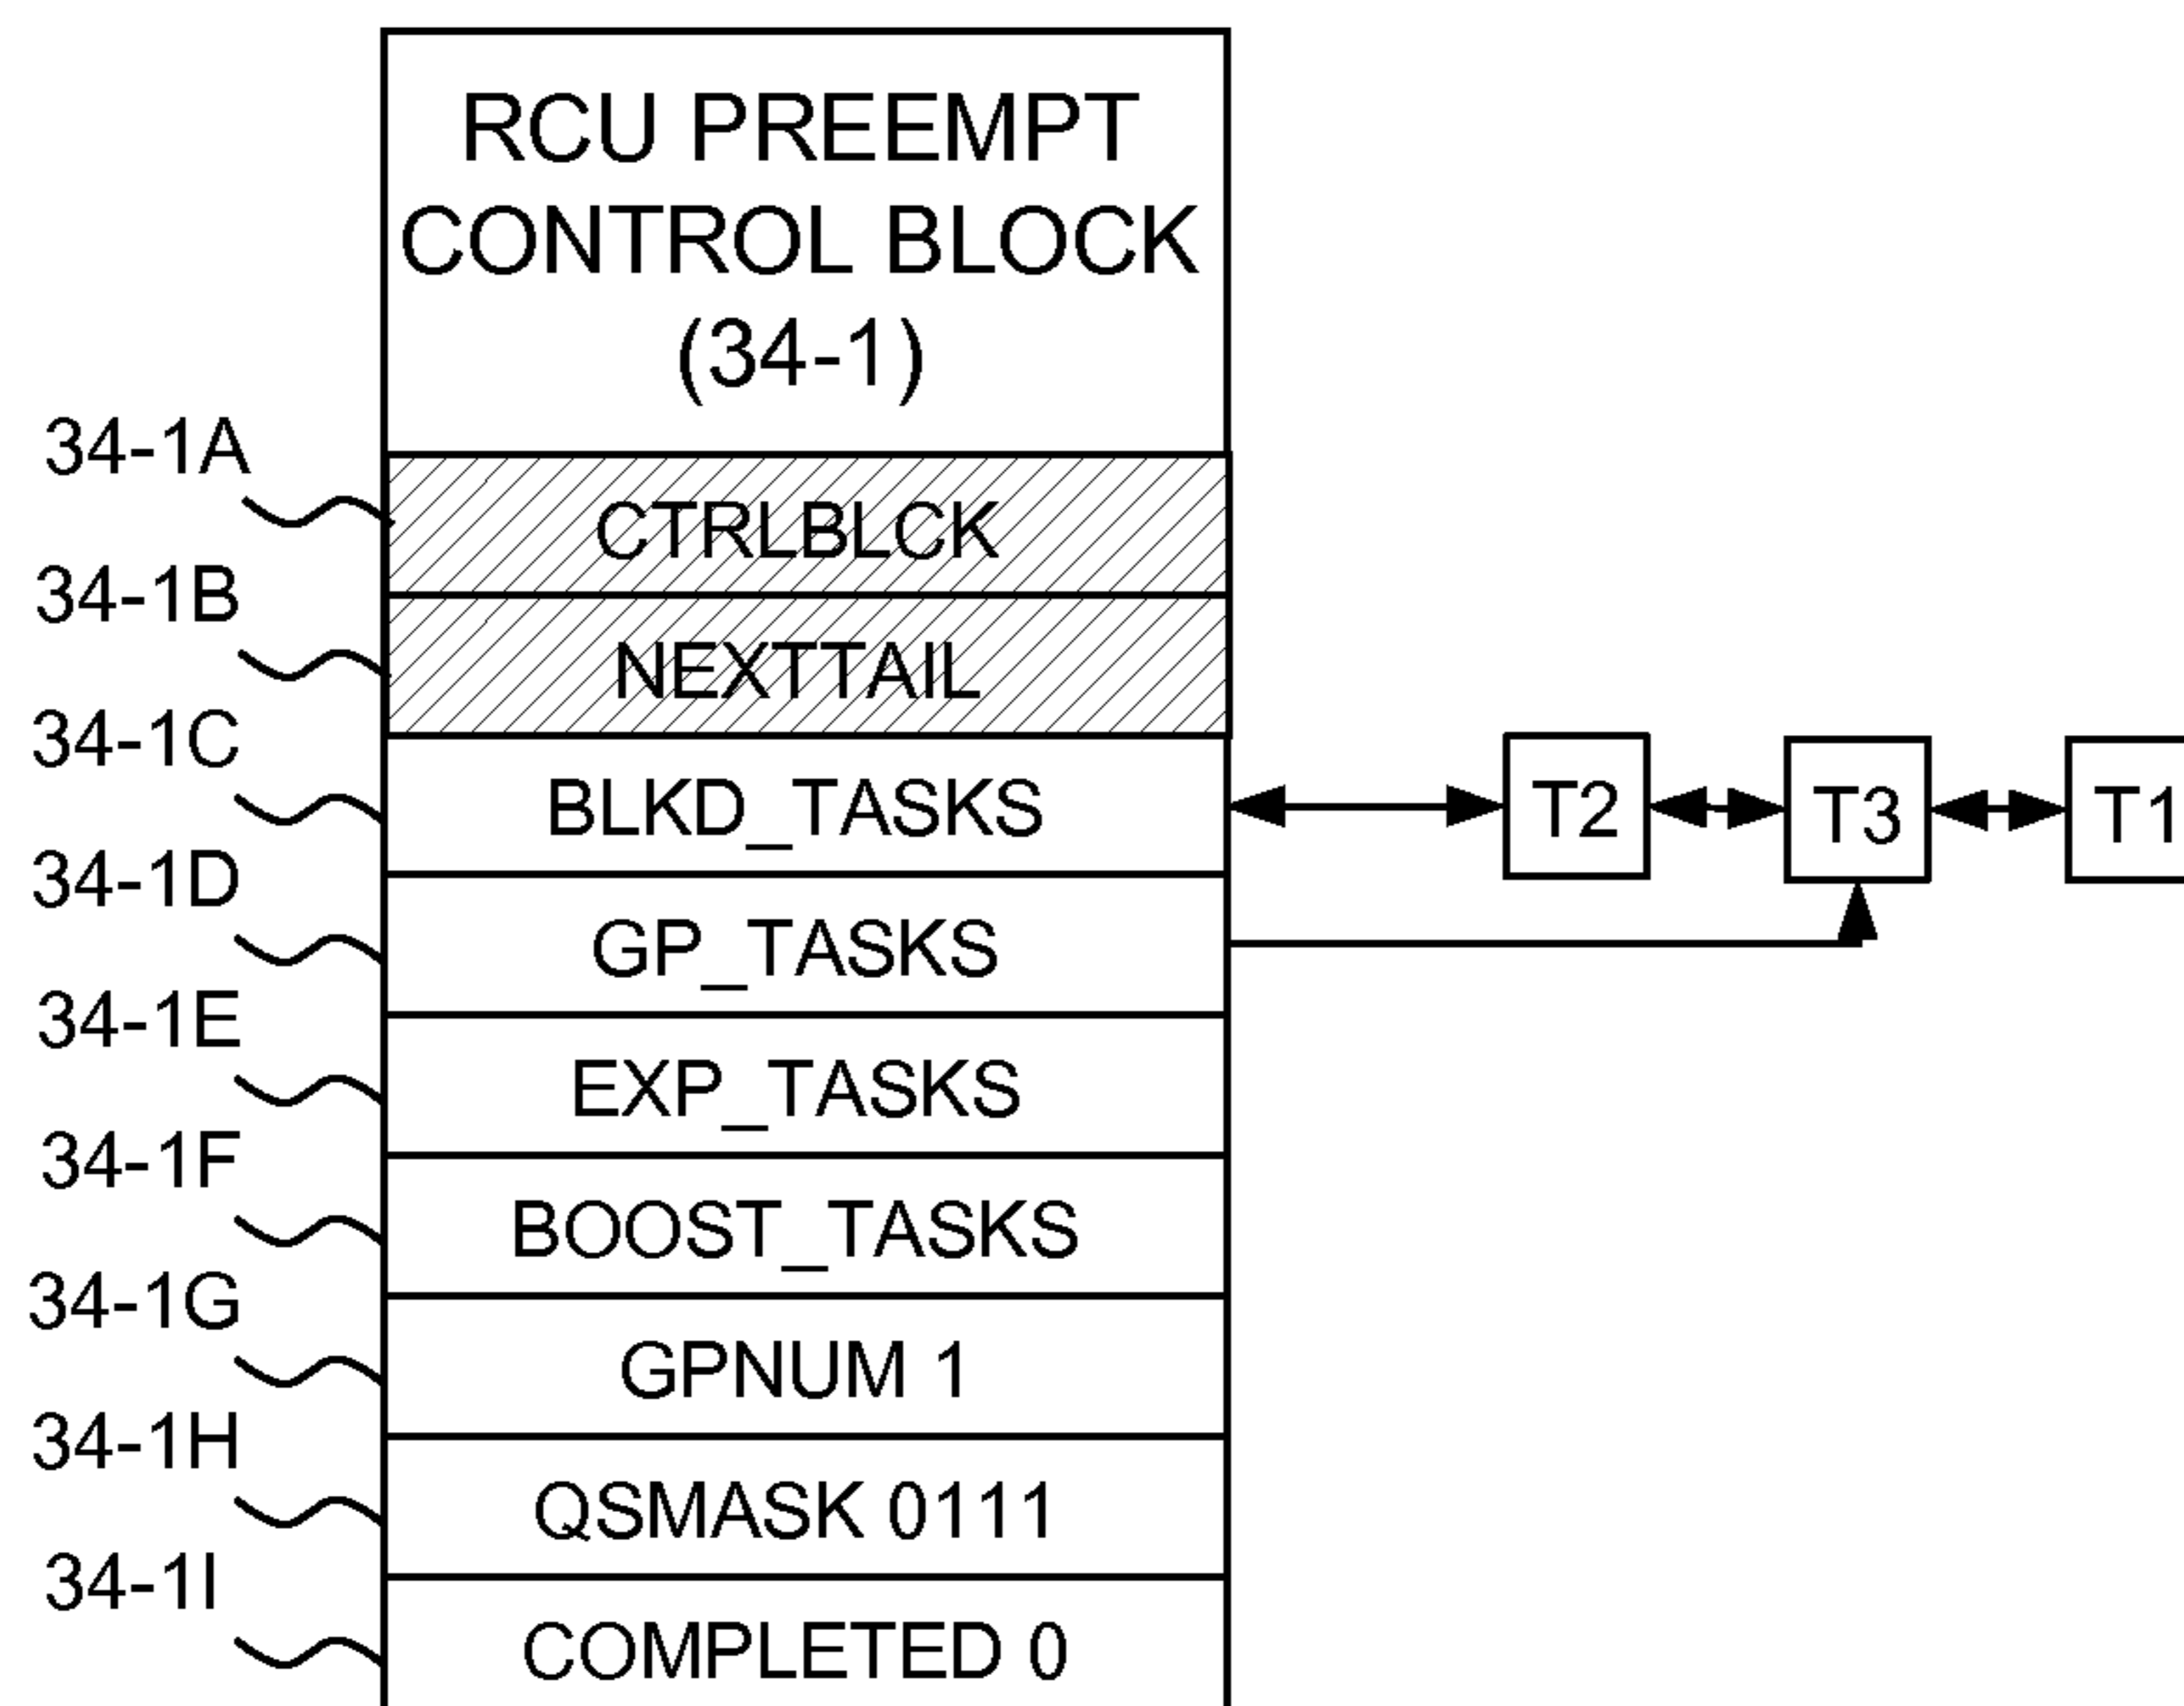 RCU PREEMPT
CONTROL BLOCK
(34-1)
34-1A
CTRLBLCK
34-1B
NEXTTAIL
34-1C
BLKD_TASKS
T2
T3
T1
34-1D
GP_TASKS
34-1E
EXP_TASKS
34-1F
BOOST_TASKS
34-1G
GPNUM 1
34-1H
QSMASK 0111
34-1I
COMPLETED 0